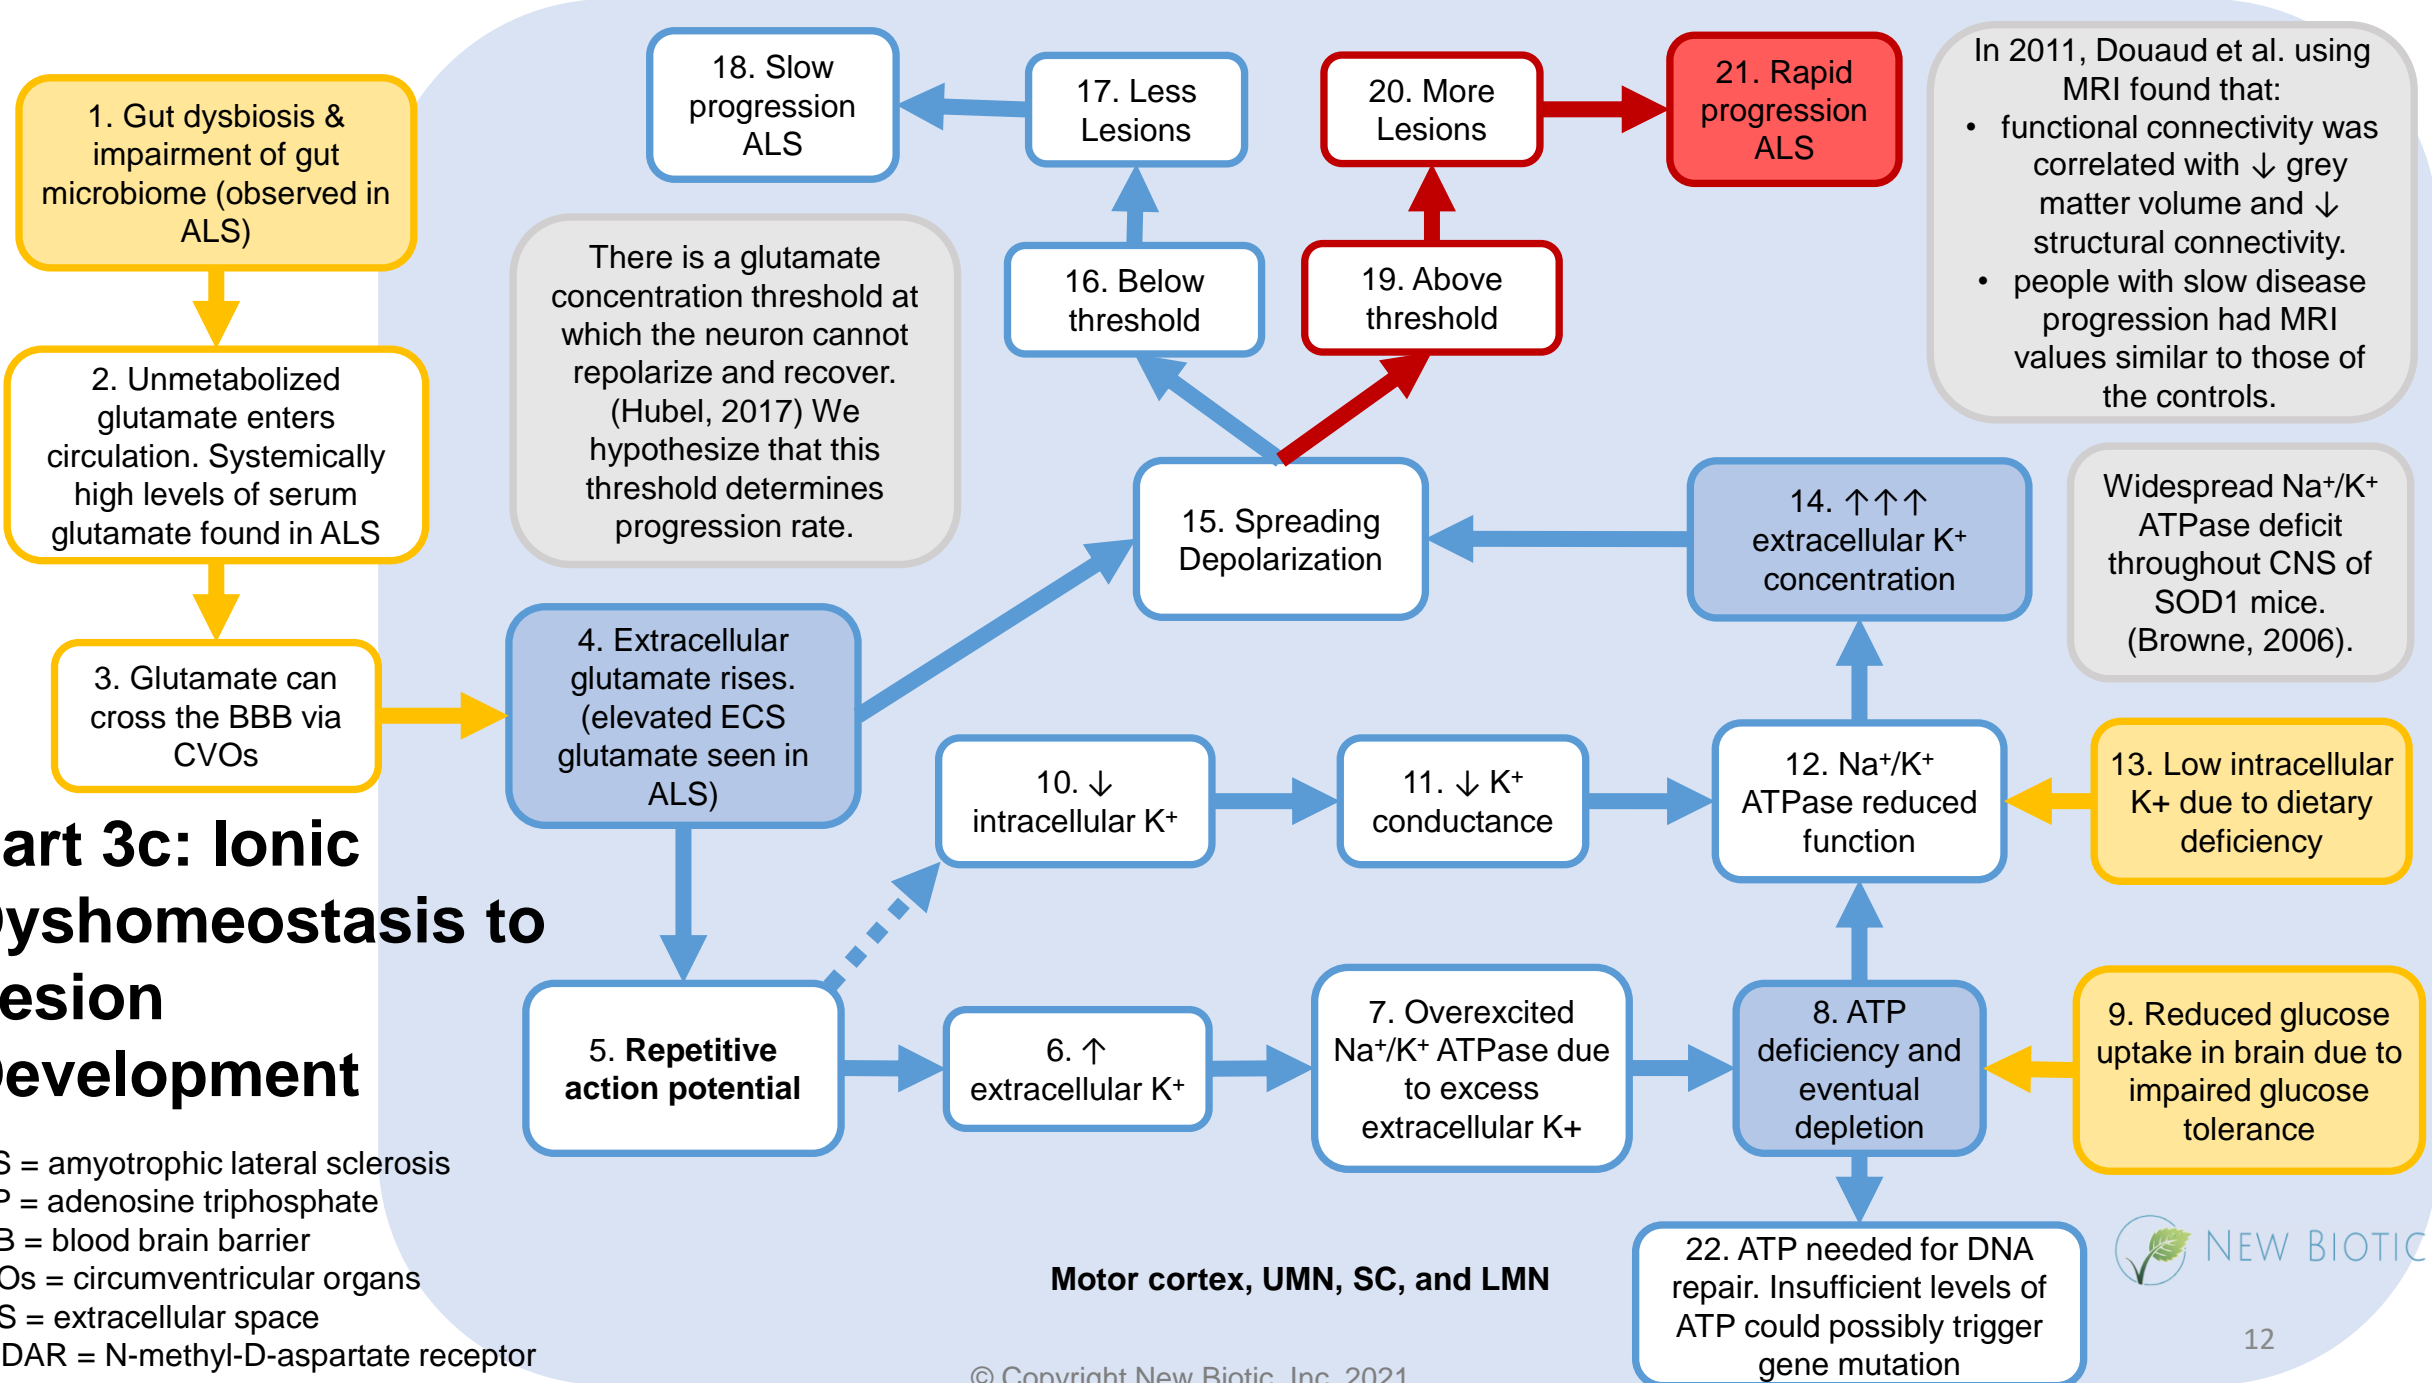 1. Gut dysbiosis &
impairment of gut
microbiome (observed in
ALS)
2. Unmetabolized
glutamate enters
circulation. Systemically
high levels of serum
glutamate found in ALS
3. Glutamate can
cross the BBB via
CVOs
18. Slow
progression
ALS
17. Less
Lesions
20. More
Lesions
21. Rapid
progression
ALS
In 2011, Douaud et al. using
MRI found that:
• functional connectivity was
correlated with ↓ grey
matter volume and ↓
structural connectivity.
• people with slow disease
progression had MRI
values similar to those of
the controls.
There is a glutamate
concentration threshold at
which the neuron cannot
repolarize and recover.
(Hubel, 2017) We
hypothesize that this
threshold determines
progression rate.
16. Below
threshold
19. Above
threshold
15. Spreading
Depolarization
14. ↑↑↑
extracellular K⁺
concentration
Widespread Na⁺/K⁺
ATPase deficit
throughout CNS of
SOD1 mice.
(Browne, 2006).
4. Extracellular
glutamate rises.
(elevated ECS
glutamate seen in
ALS)
10. ↓
intracellular K⁺
11. ↓ K⁺
conductance
12. Na⁺/K⁺
ATPase reduced
function
13. Low intracellular
K+ due to dietary
deficiency
5. Repetitive
action potential
6. ↑
extracellular K⁺
7. Overexcited
Na⁺/K⁺ ATPase due
to excess
extracellular K+
8. ATP
deficiency and
eventual
depletion
9. Reduced glucose
uptake in brain due to
impaired glucose
tolerance
22. ATP needed for DNA
repair. Insufficient levels of
ATP could possibly trigger
gene mutation
art 3c: Ionic
yshomeostasis to
esion
evelopment
S = amyotrophic lateral sclerosis
P = adenosine triphosphate
B = blood brain barrier
Os = circumventricular organs
S = extracellular space
DAR = N-methyl-D-aspartate receptor
Motor cortex, UMN, SC, and LMN
NEW BIOTIC
12
© Copyright New Biotic, Inc. 2021